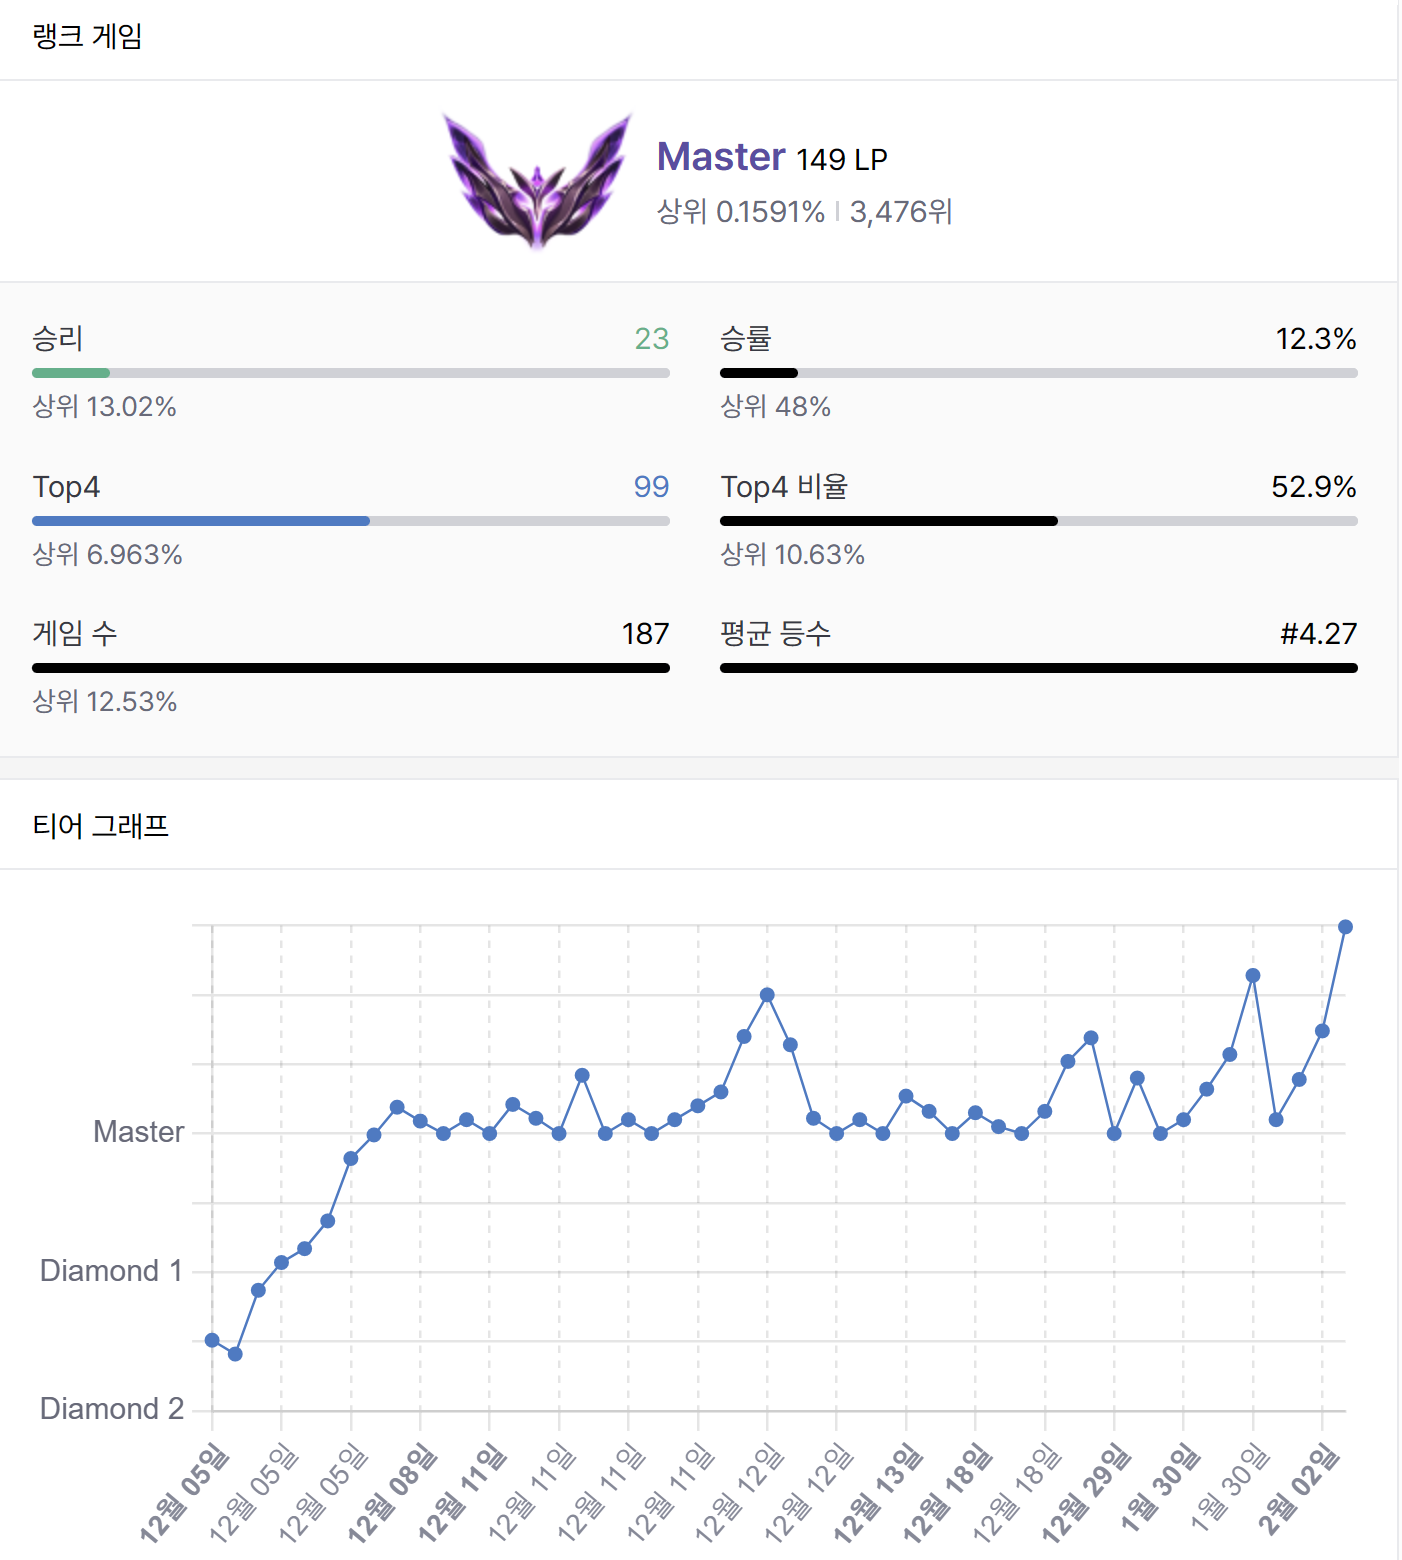 랭크 게임
Master 149 LP
상위 0.1591% | 3,476위
승리 23
상위 13.02%
승률 12.3%
상위 48%
Top4 99
상위 6.963%
Top4 비율 52.9%
상위 10.63%
게임 수 187
상위 12.53%
평균 등수 #4.27
티어 그래프
Master
Diamond 1
Diamond 2
12월 05일
12월 05일
12월 05일
12월 08일
12월 11일
12월 11일
12월 11일
12월 11일
12월 12일
12월 12일
12월 13일
12월 18일
12월 18일
12월 29일
1월 30일
1월 30일
2월 02일